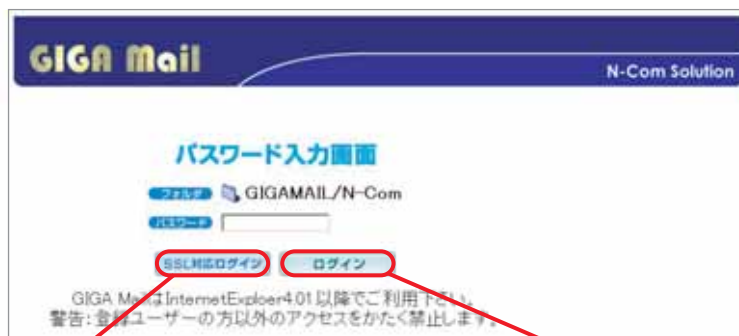 GIGA Mail
N-Com Solution
パスワード入力画面
フォルダ GIGAMAIL/N-Com
パスワード
SSL対応ログイン ログイン
GIGA MailはInternetExploer4.01以降でご利用下さい。
警告:登録ユーザーの方以外のアクセスをかたく禁止します。